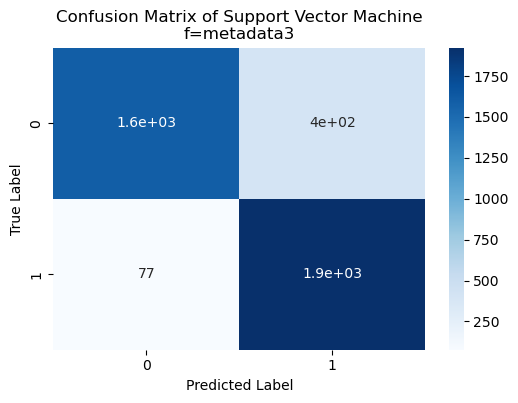 Confusion Matrix of Support Vector Machine
f=metadata3
True Label
0
1.6e+03
4e+02
1
77
1.9e+03
0
1
Predicted Label
1750
1500
1250
1000
750
500
250